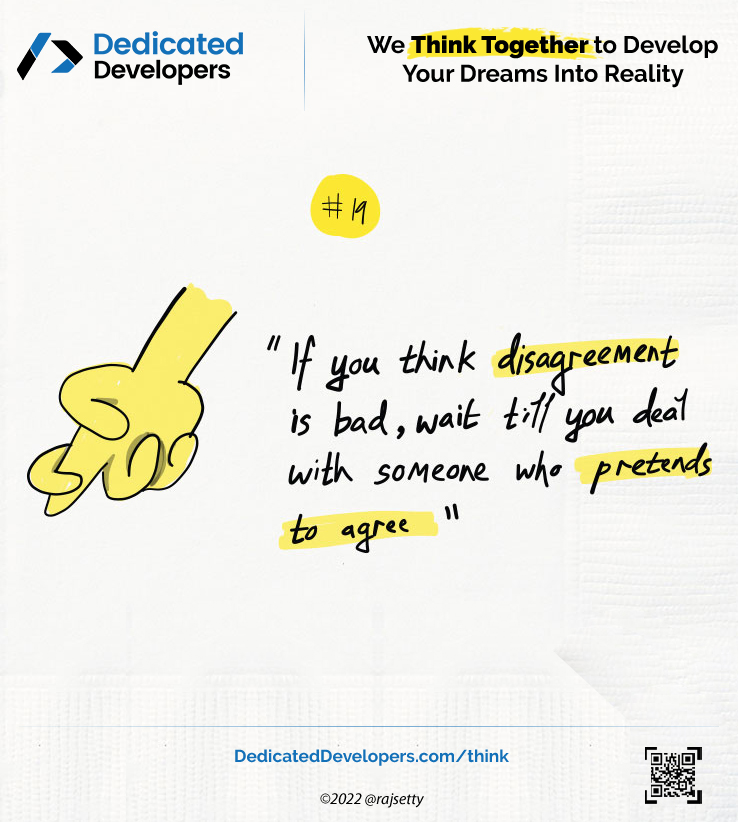 Dedicated
Developers
We Think Together to Develop
Your Dreams Into Reality
#19
"If you think disagreement
is bad, wait till you deal
with someone who pretends
to agree"
DedicatedDevelopers.com/think
©2022 @rajsetty